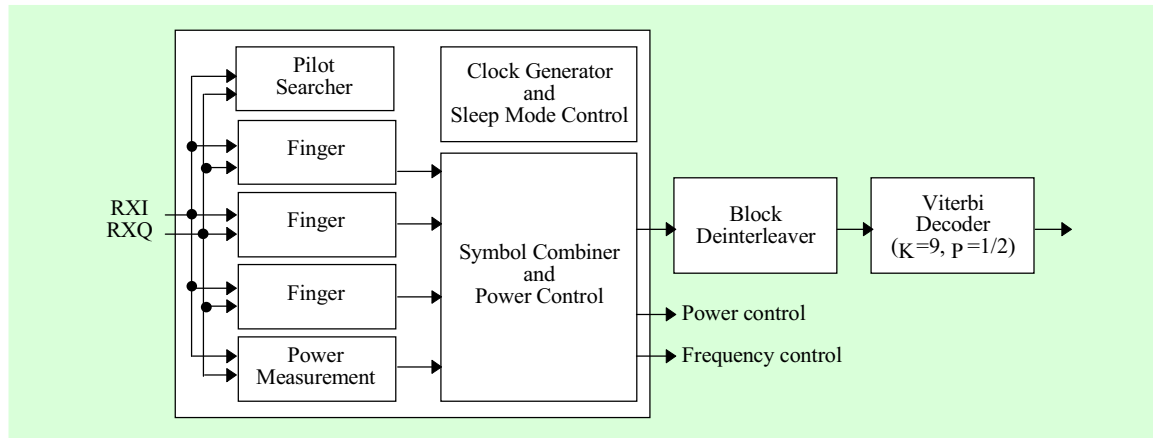 Pilot
Searcher
Clock Generator
and
Sleep Mode Control
Finger
RXI
RXQ
Finger
Finger
Power
Measurement
Symbol Combiner
and
Power Control
Block
Deinterleaver
Viterbi
Decoder
(K=9, P=1/2)
Power control
Frequency control